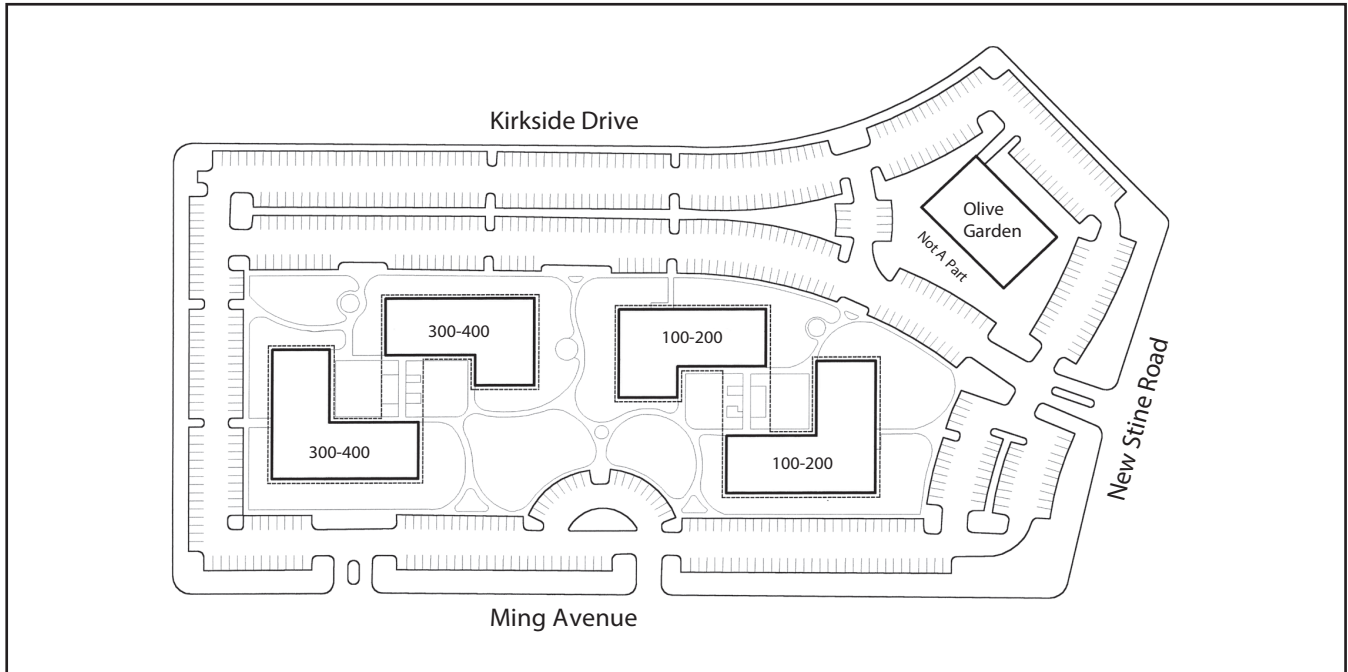 Kirkside Drive
Olive
Garden
Not A Part
300-400
100-200
300-400
100-200
New Stine Road
Ming Avenue